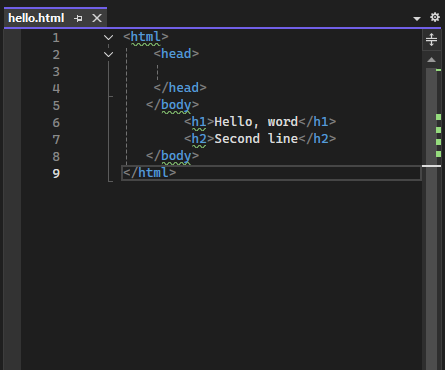 hello.html
1 <html>
2 <head>
3
4 </head>
5 </body>
6 <h1>Hello, word</h1>
7 <h2>Second line</h2>
8 </body>
9 </html>